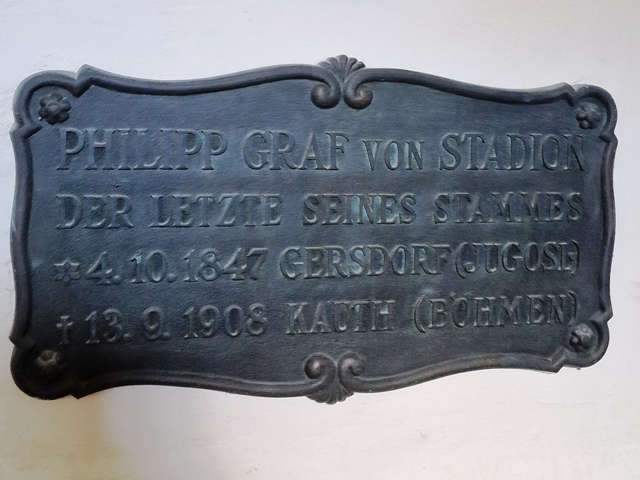 PHILIPP GRAF VON STADION
DER LETZTE SEINES STAMMES
* 4.10.1847 GERSDORF (JUGOSL)
† 13.9.1908 KAUTH (BÖHMEN)